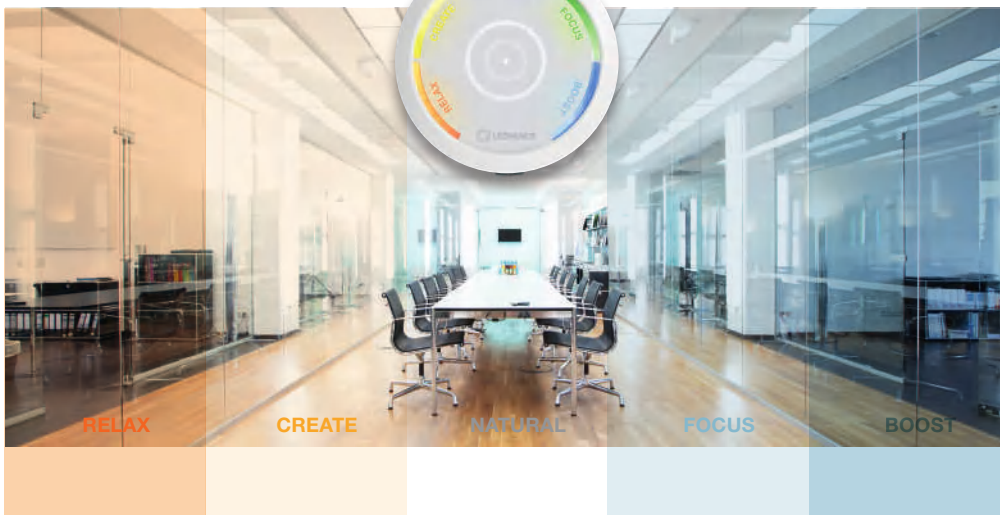 CREATE
FOCUS
RELAX
BOOST
LEDVANCE
RELAX
CREATE
NATURAL
FOCUS
BOOST